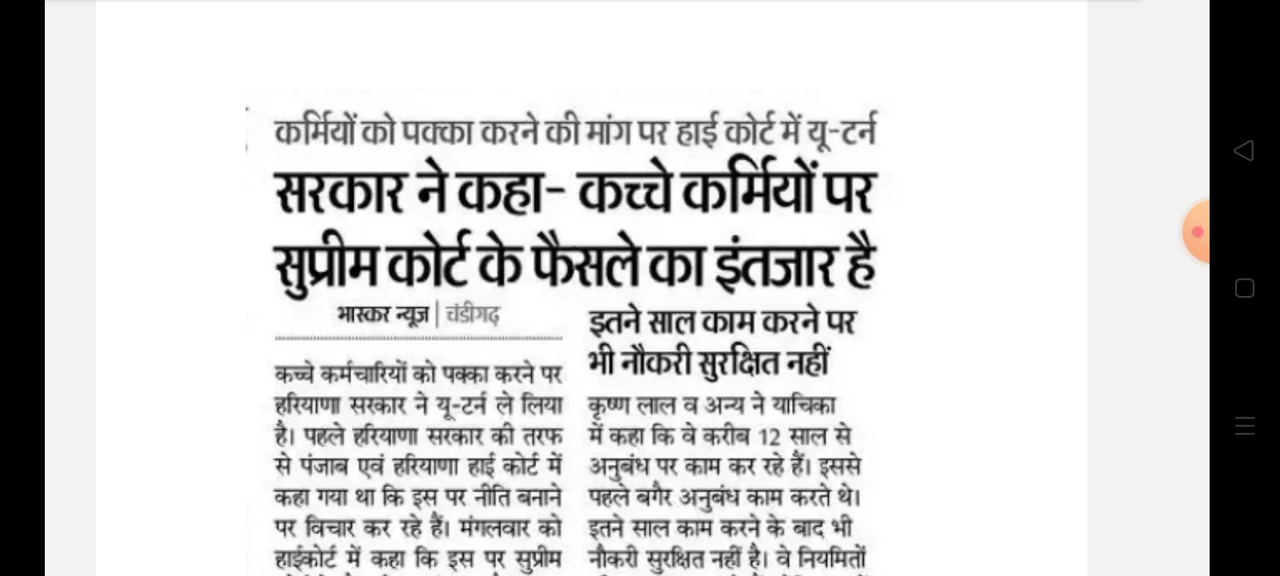 कर्मियों को पक्का करने की मांग पर हाई कोर्ट में यू-टर्न
सरकार ने कहा- कच्चे कर्मियों पर
सुप्रीम कोर्ट के फैसले का इंतजार है
भास्कर न्यूज | चंडीगढ़
कच्चे कर्मचारियों को पक्का करने पर
हरियाणा सरकार ने यू-टर्न ले लिया
है। पहले हरियाणा सरकार की तरफ
से पंजाब एवं हरियाणा हाई कोर्ट में
कहा गया था कि इस पर नीति बनाने
पर विचार कर रहे हैं। मंगलवार को
हाईकोर्ट में कहा कि इस पर सुप्रीम
इतने साल काम करने पर
भी नौकरी सुरक्षित नहीं
कृष्ण लाल व अन्य ने याचिका
में कहा कि वे करीब 12 साल से
अनुबंध पर काम कर रहे हैं। इससे
पहले बगैर अनुबंध काम करते थे।
इतने साल काम करने के बाद भी
नौकरी सुरक्षित नहीं है। वे नियमितों